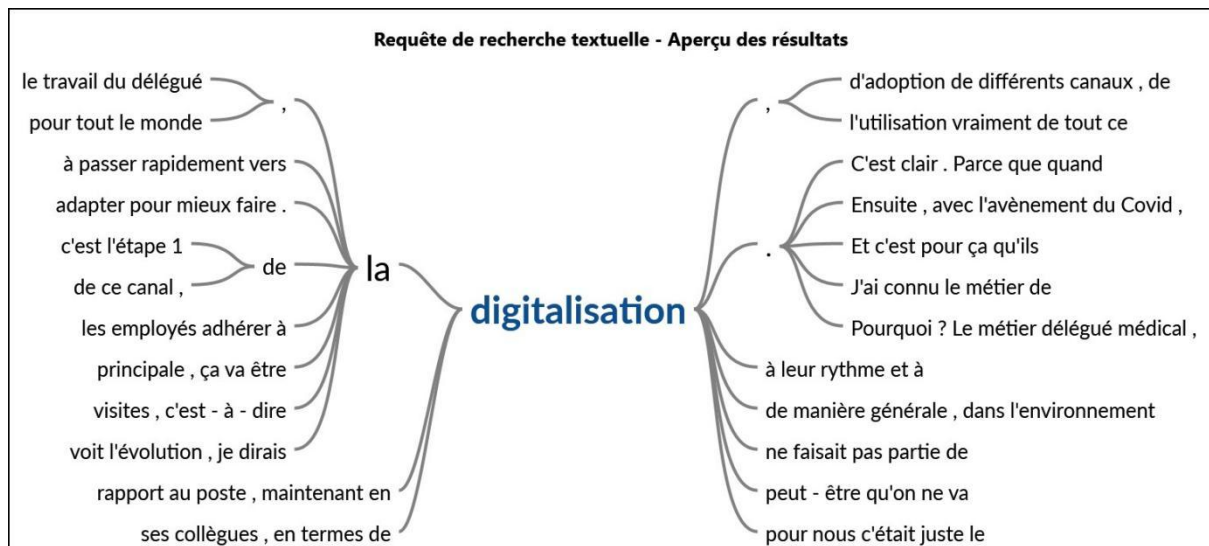 Requête de recherche textuelle - Aperçu des résultats
le travail du délégué
pour tout le monde
,
à passer rapidement vers
adapter pour mieux faire .
c'est l'étape 1
de ce canal ,
de
les employés adhérer à
principale , ça va être
visites , c'est - à - dire
voit l'évolution , je dirais
la
rapport au poste , maintenant en
ses collègues , en termes de
digitalisation
,
d'adoption de différents canaux , de
l'utilisation vraiment de tout ce
.
C'est clair . Parce que quand
Ensuite , avec l'avènement du Covid ,
Et c'est pour ça qu'ils
J'ai connu le métier de
Pourquoi ? Le métier délégué médical ,
à leur rythme et à
de manière générale , dans l'environnement
ne faisait pas partie de
peut - être qu'on ne va
pour nous c'était juste le